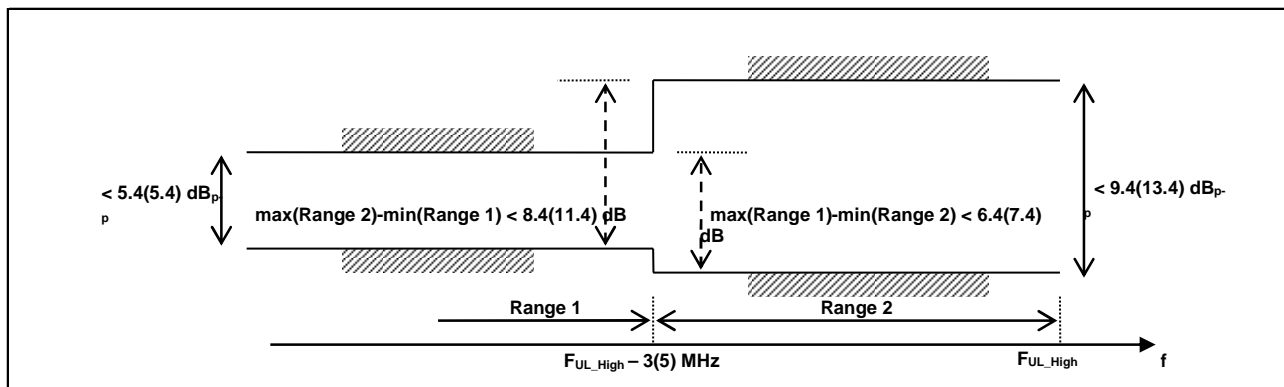 < 5.4(5.4) dBp-p
max(Range 2)-min(Range 1) < 8.4(11.4) dB
max(Range 1)-min(Range 2) < 6.4(7.4)
dB
< 9.4(13.4) dBp-p
Range 1
Range 2
FUL_High – 3(5) MHz
FUL_High
f